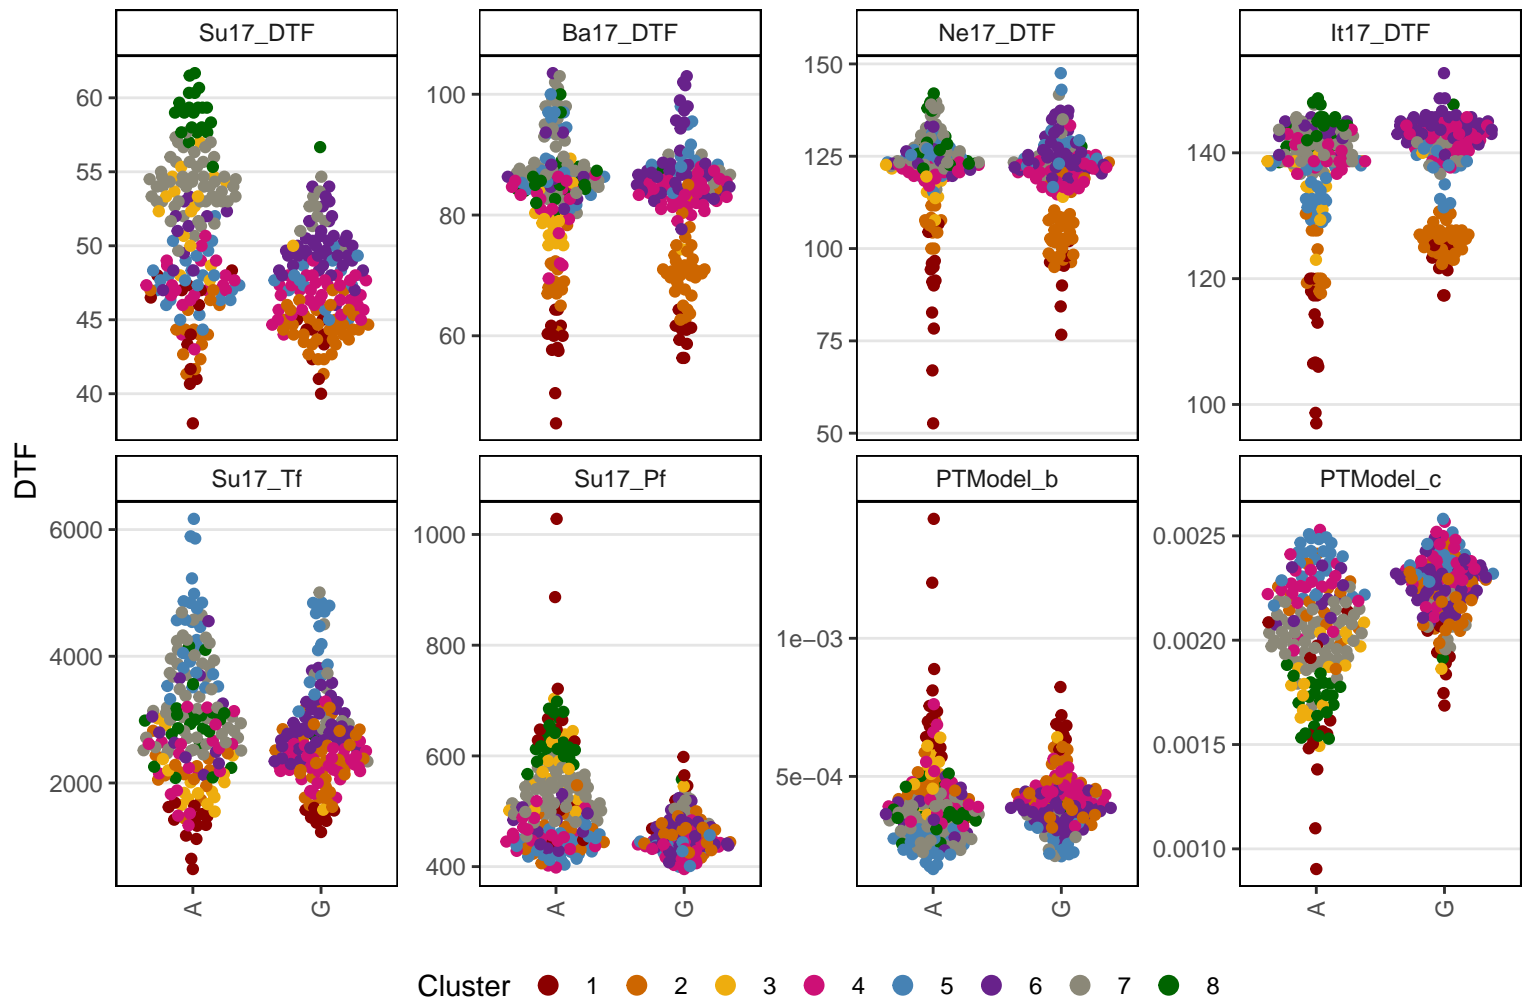 Su17_DTF Ba17_DTF Ne17_DTF It17_DTF
60 55 50 45 40
100 80 60
150 125 100 75 50
140 120 100
DTF
Su17_Tf Su17_Pf PTModel_b PTModel_c
6000 4000 2000
1000 800 600 400
1e−03 5e−04
0.0025 0.0020 0.0015 0.0010
A G A G A G A G
Cluster 1 2 3 4 5 6 7 8